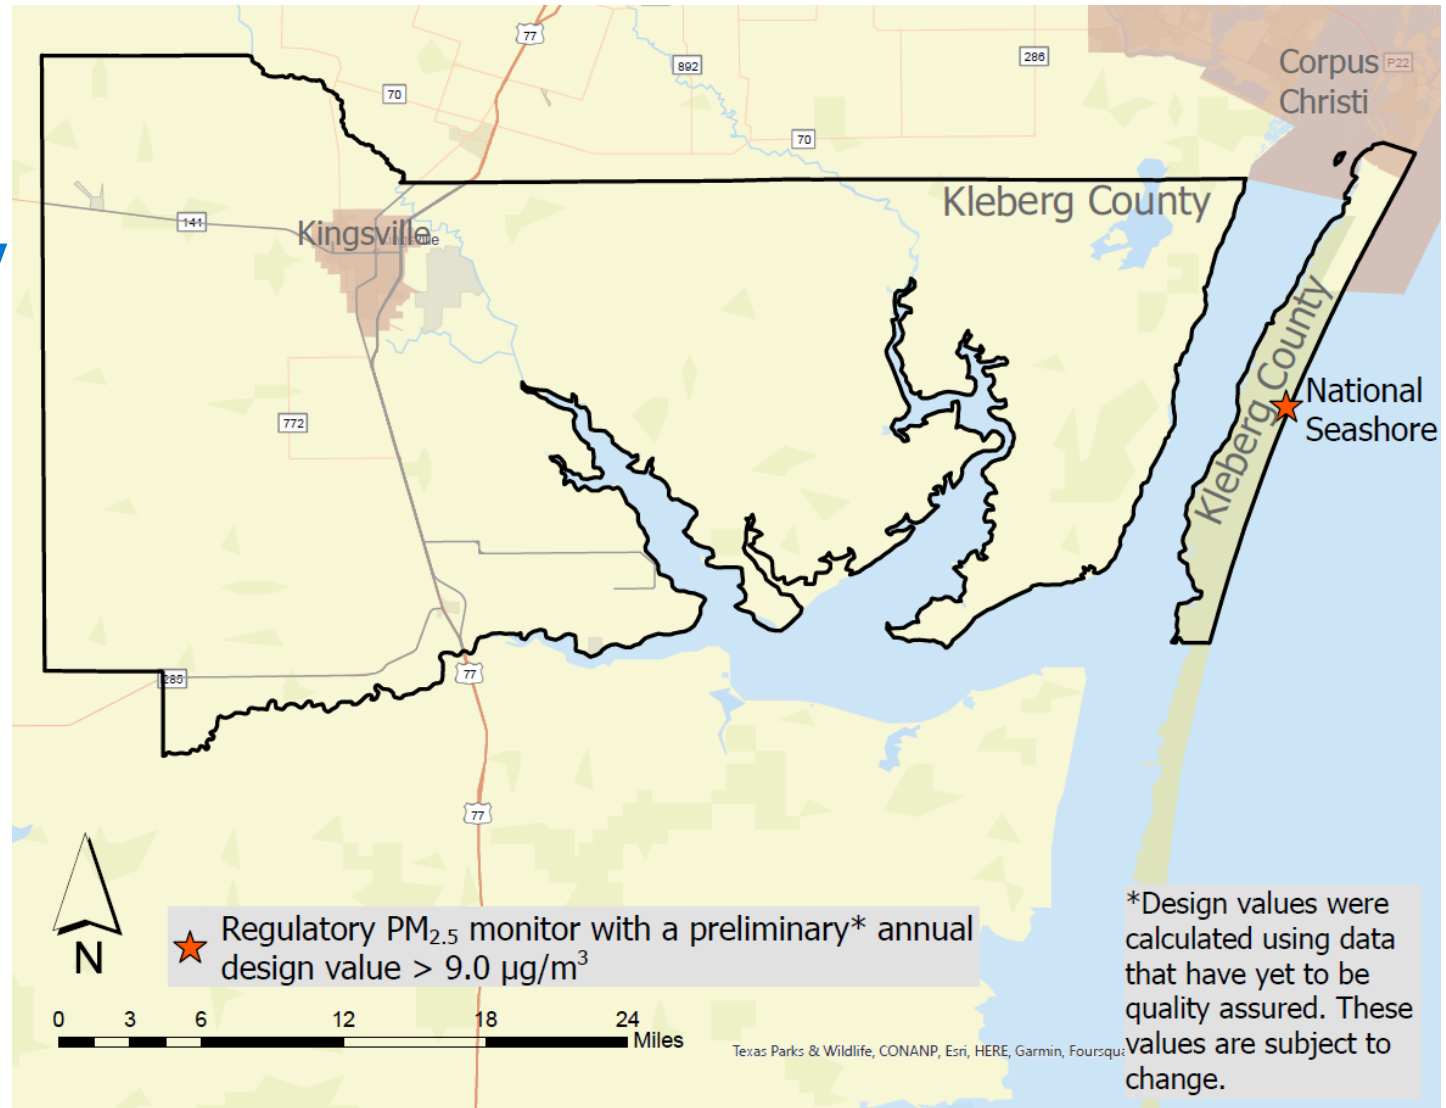 77
892
286
Corpus
Christi
P22
70
70
Kleberg County
141
Kingsville
Kingsville
Kleberg County
National
Seashore
772
285
77
77
N
Regulatory PM₂.₅ monitor with a preliminary* annual
design value > 9.0 µg/m³
0 3 6 12 18 24
Miles
Texas Parks & Wildlife, CONANP, Esri, HERE, Garmin, Foursqua
*Design values were
calculated using data
that have yet to be
quality assured. These
values are subject to
change.